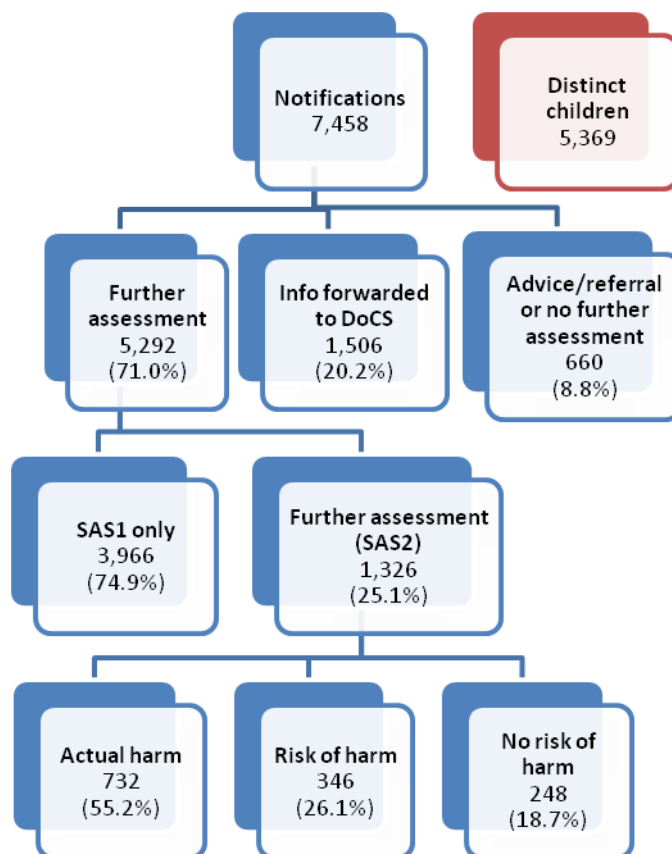 Notifications
7,458
Distinct
children
5,369
Further
assessment
5,292
(71.0%)
Info forwarded
to DoCS
1,506
(20.2%)
Advice/referral
or no further
assessment
660
(8.8%)
SAS1 only
3,966
(74.9%)
Further assessment
(SAS2)
1,326
(25.1%)
Actual harm
732
(55.2%)
Risk of harm
346
(26.1%)
No risk of
harm
248
(18.7%)